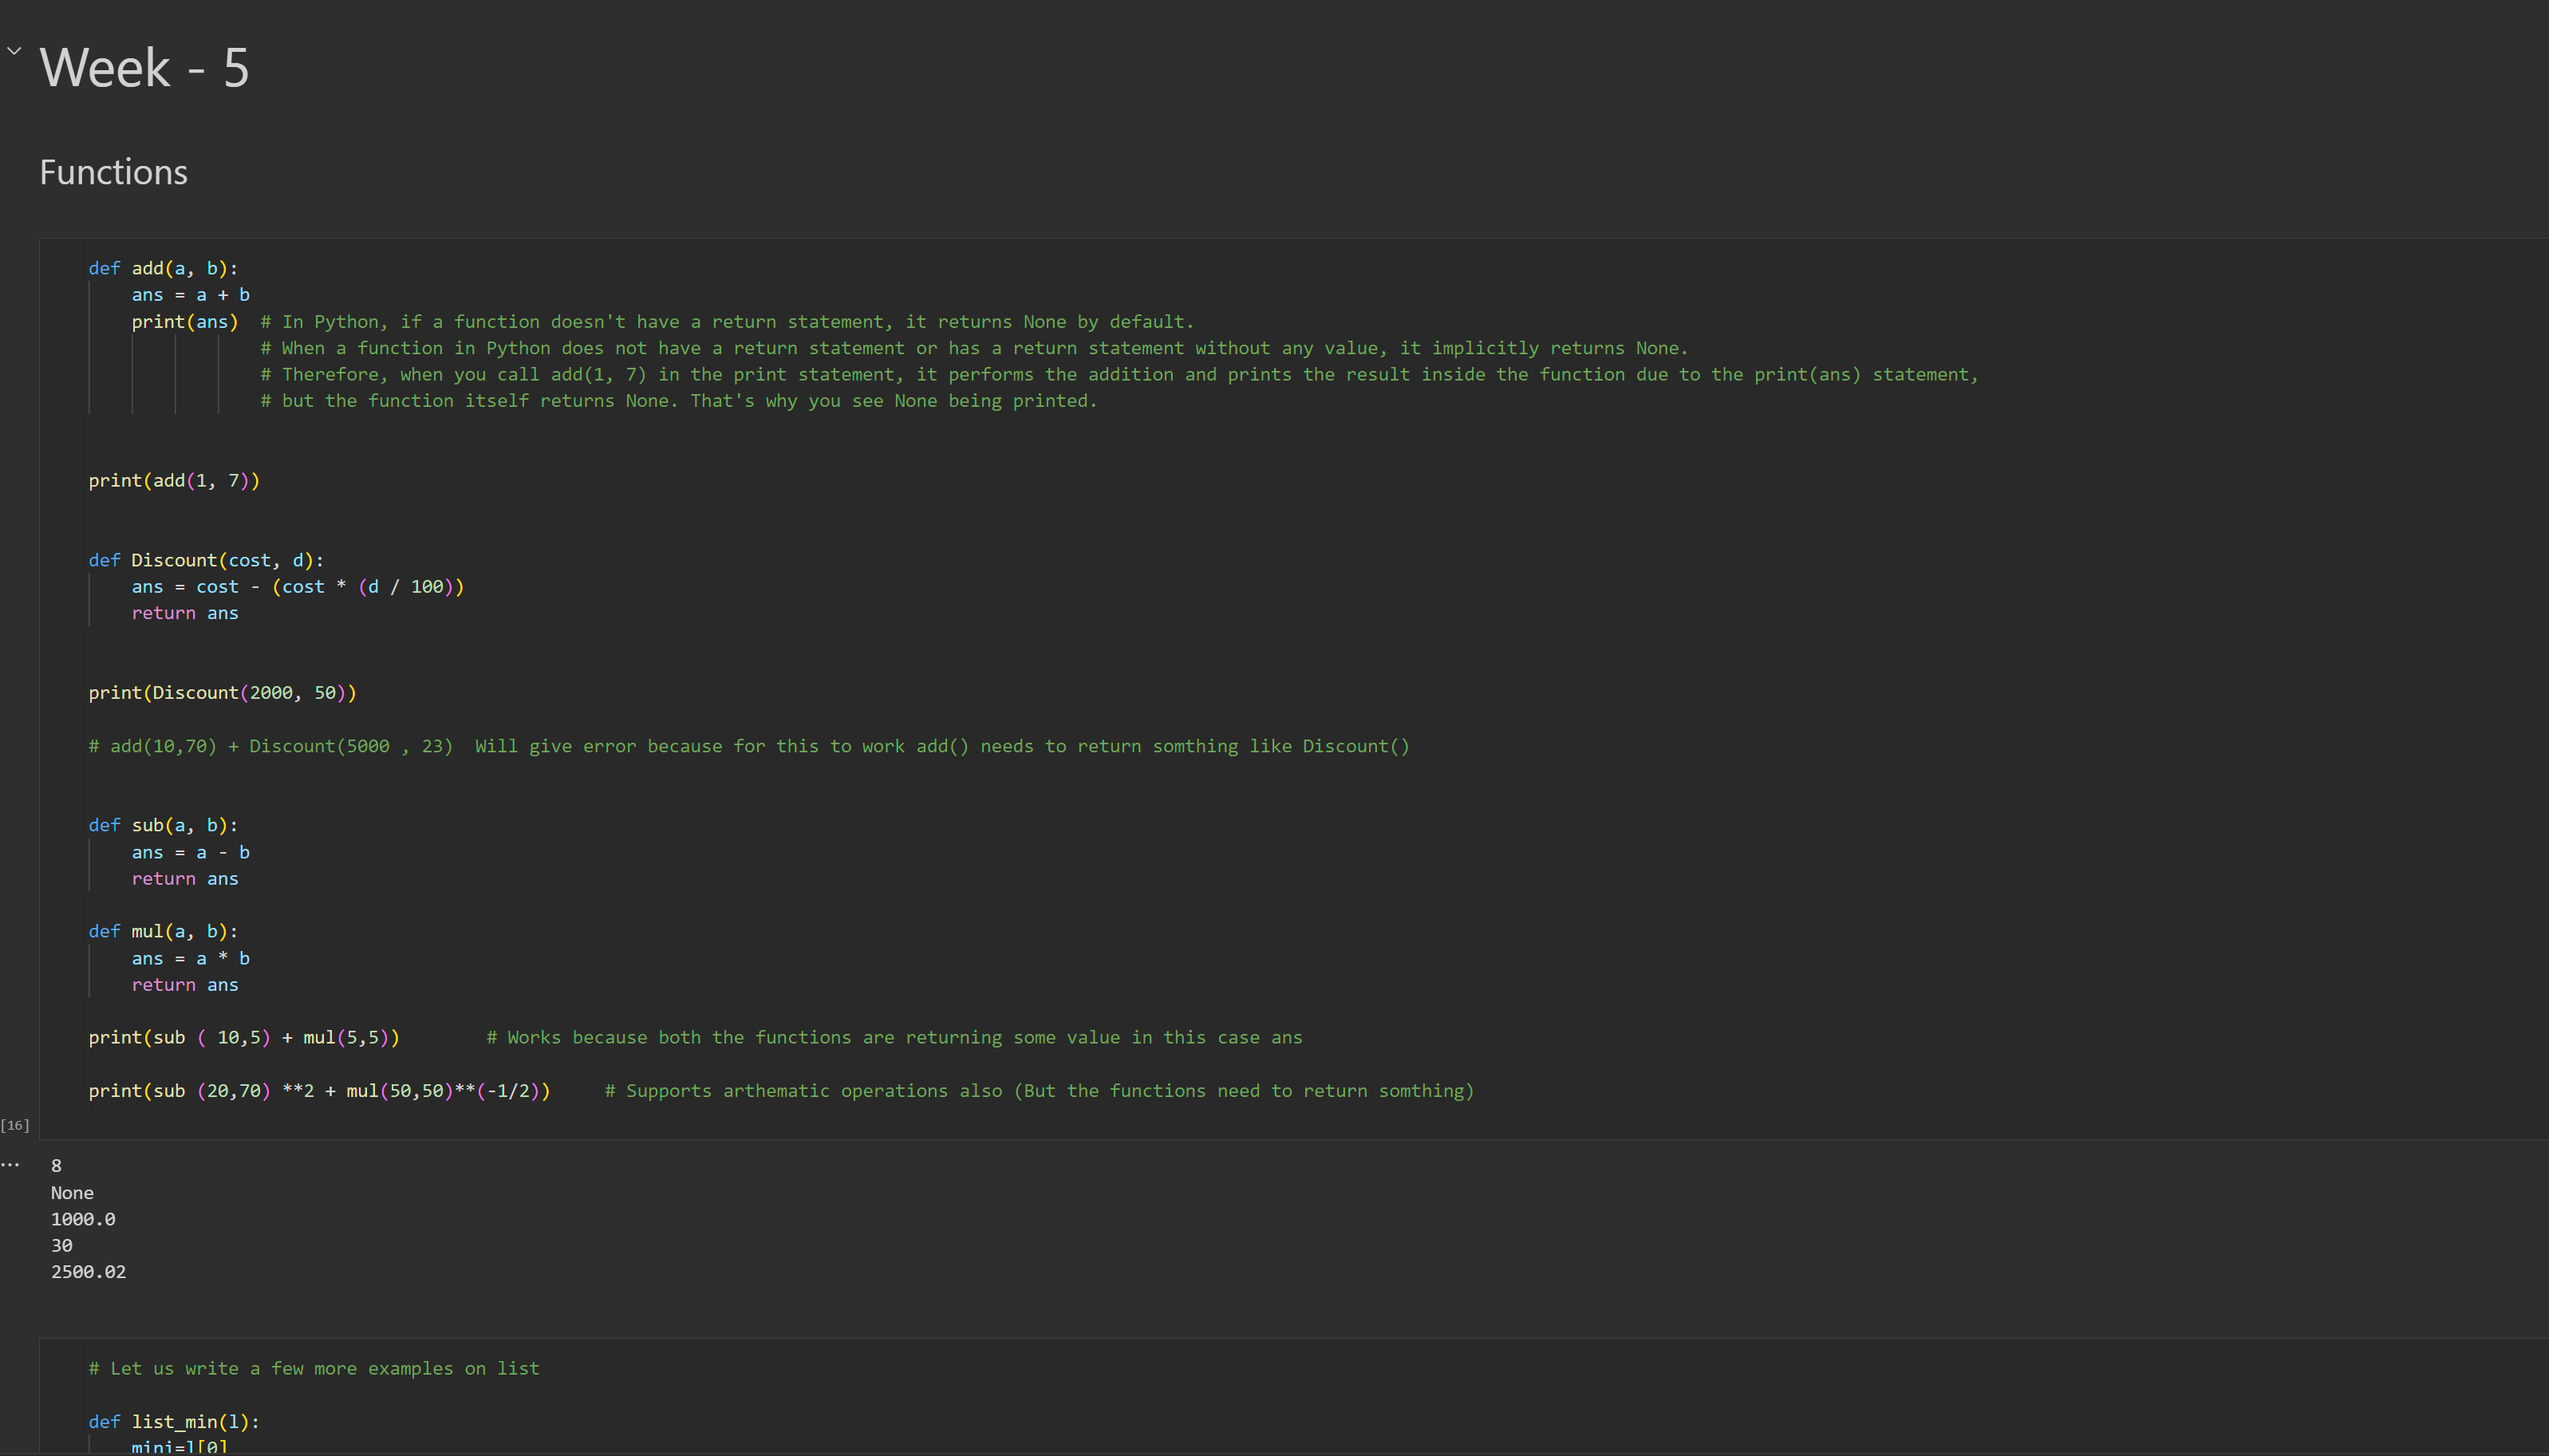 Week - 5
Functions
def add(a, b):
    ans = a + b
    print(ans)  # In Python, if a function doesn't have a return statement, it returns None by default.
                # When a function in Python does not have a return statement or has a return statement without any value, it implicitly returns None.
                # Therefore, when you call add(1, 7) in the print statement, it performs the addition and prints the result inside the function due to the print(ans) statement,
                # but the function itself returns None. That's why you see None being printed.
print(add(1, 7))
def Discount(cost, d):
    ans = cost - (cost * (d / 100))
    return ans
print(Discount(2000, 50))
# add(10,70) + Discount(5000 , 23)  Will give error because for this to work add() needs to return somthing like Discount()
def sub(a, b):
    ans = a - b
    return ans
def mul(a, b):
    ans = a * b
    return ans
print(sub ( 10,5) + mul(5,5))        # Works because both the functions are returning some value in this case ans
print(sub (20,70) **2 + mul(50,50)**(-1/2))     # Supports arthematic operations also (But the functions need to return somthing)
[16]
... 8
None
1000.0
30
2500.02
# Let us write a few more examples on list
def list_min(l):
    mini=l[0]